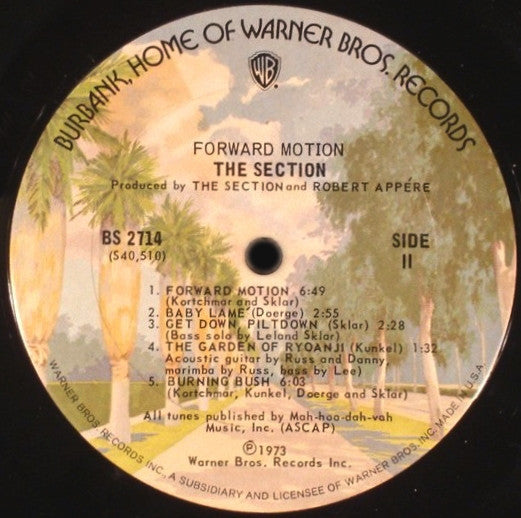 BURBANK, HOME OF WARNER BROS. RECORDS
WB
FORWARD MOTION
THE SECTION
Produced by THE SECTION and ROBERT APPÉRE
BS 2714
(S40,510)
SIDE
II
1. FORWARD MOTION 6:49
(Kortchmar and Sklar)
2. BABY LAME´(Doerge) 2:55
3. GET DOWN, PILTDOWN (Sklar) 2:28
(Bass solo by Leland Sklar)
4. THE GARDEN OF RYOANJI (Kunkel) 1:32
Acoustic guitar by Russ and Danny,
marimba by Russ, bass by Lee)
5. BURNING BUSH 6:03
(Kortchmar, Kunkel, Doerge and Sklar)
All tunes published by Mah-hoo-dah-vah
Music, Inc. (ASCAP)
℗1973
Warner Bros. Records Inc.
WARNER BROS. RECORDS INC., A SUBSIDIARY AND LICENSEE OF WARNER BROS. INC. MADE IN U.S.A.